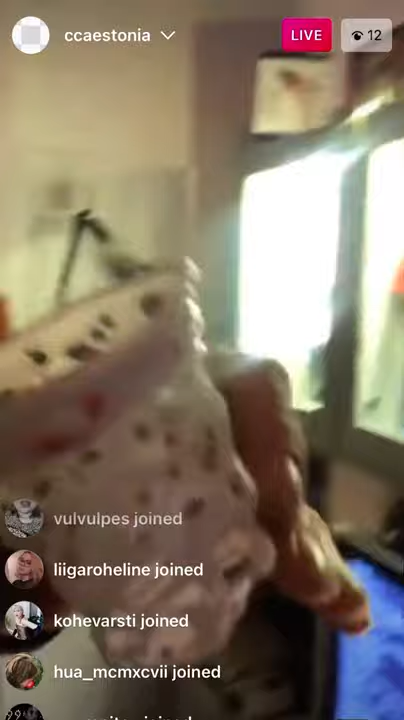 ccaestonia
LIVE
12
vulvulpes joined
liigaroheline joined
kohevarsti joined
hua_mcmxcvii joined